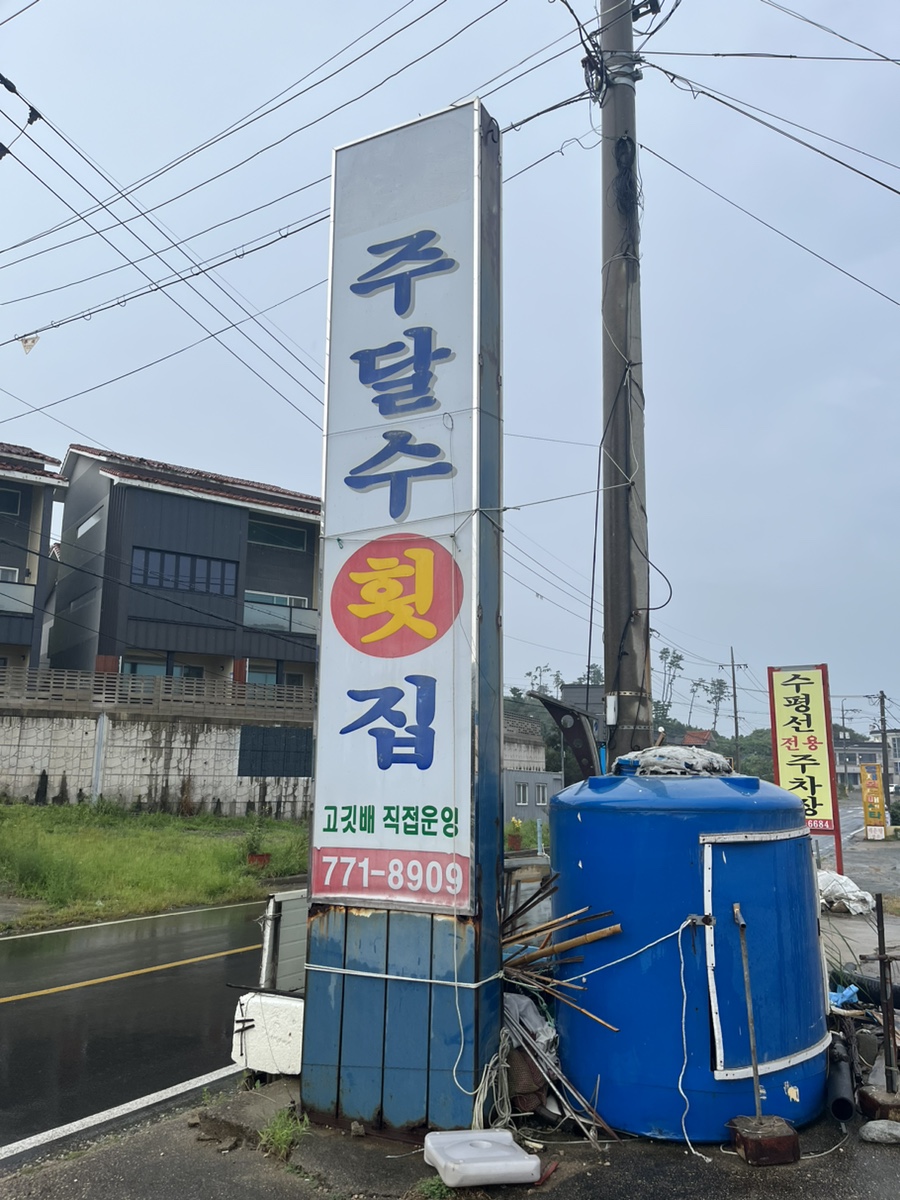 주달수
횟
집
고깃배 직접운영
771-8909
수평선
전용
주차장
6684